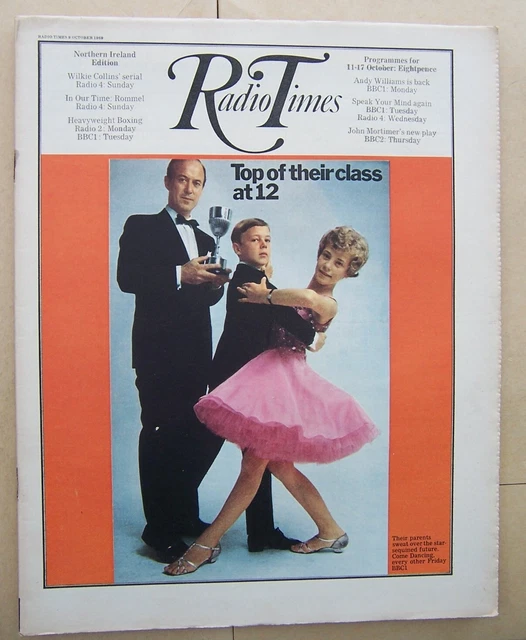 RADIO TIMES 9 OCTOBER 1969
Northern Ireland
Edition
Wilkie Collins' serial
Radio 4: Sunday
In Our Time: Rommel
Radio 4: Sunday
Heavyweight Boxing
Radio 2: Monday
BBC1: Tuesday
Radio Times
Programmes for
11-17 October: Eightpence
Andy Williams is back
BBC1: Monday
Speak Your Mind again
BBC1: Tuesday
Radio 4: Wednesday
John Mortimer's new play
BBC2: Thursday
Top of their class
at 12
Their parents
sweat over the star-
sequined future.
Come Dancing,
every other Friday
BBC1